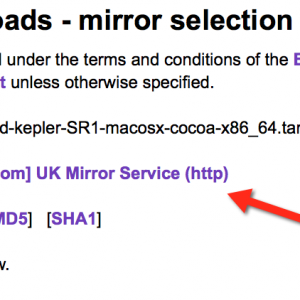 oads - mirror selection
d under the terms and conditions of the E
t unless otherwise specified.
d-kepler-SR1-macosx-cocoa-x86_64.tar
om] UK Mirror Service (http)
MD5] [SHA1]
w.